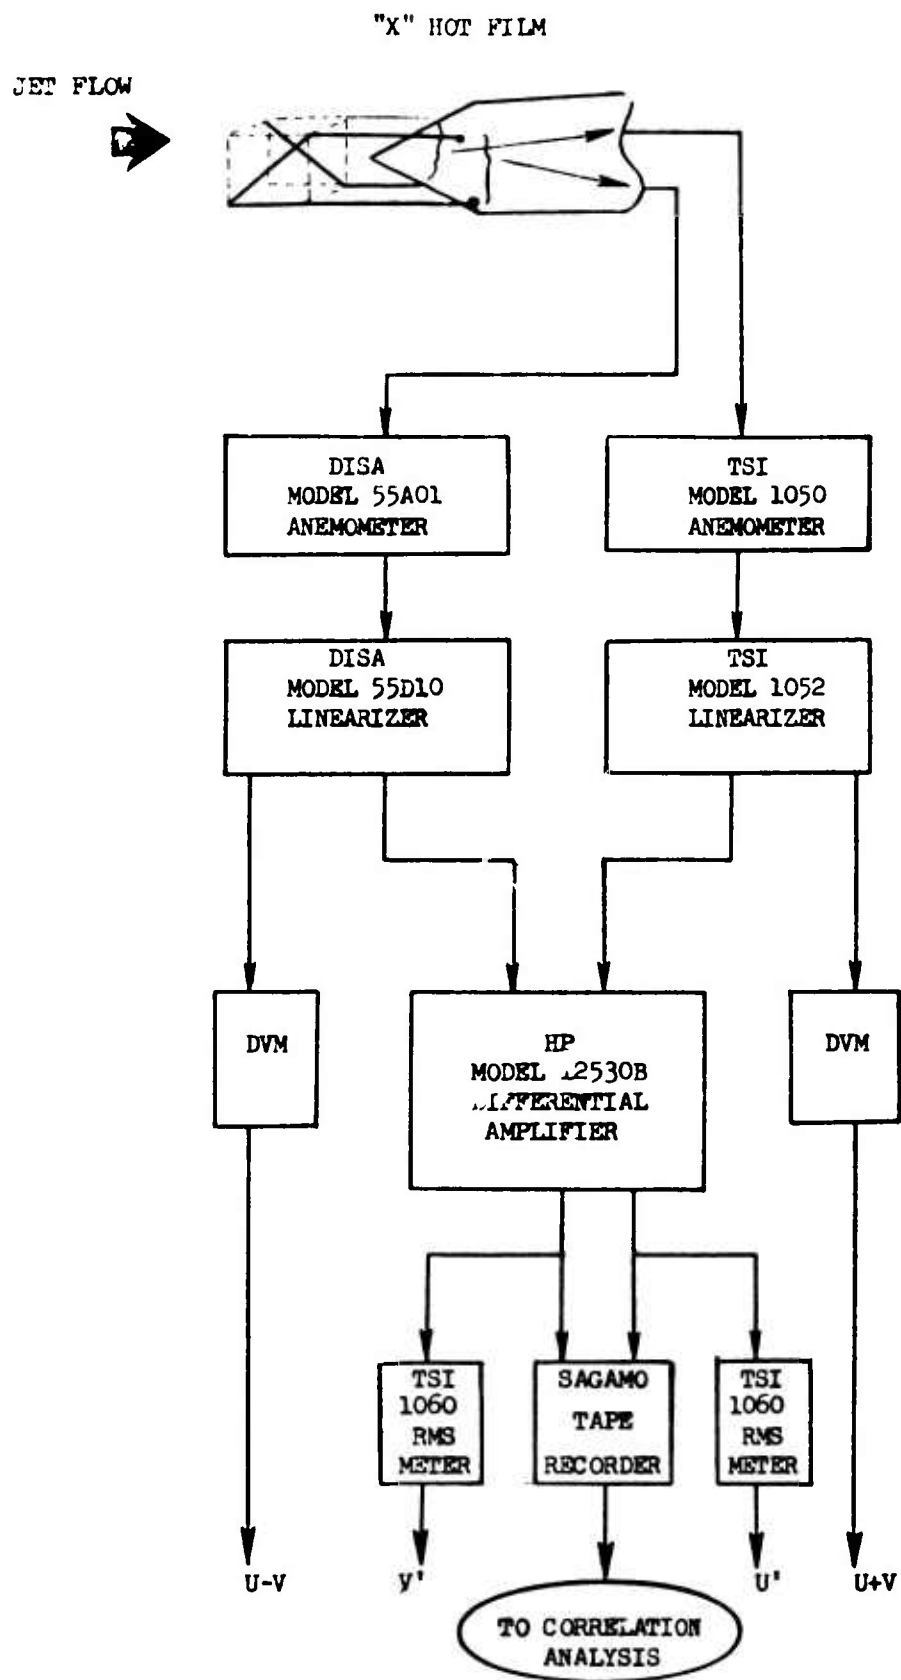 "X" HOT FILM
JET FLOW
DISA
MODEL 55A01
ANEMOMETER
TSI
MODEL 1050
ANEMOMETER
DISA
MODEL 55D10
LINEARIZER
TSI
MODEL 1052
LINEARIZER
DVM
HP
MODEL 12530B
DIFFERENTIAL
AMPLIFIER
DVM
TSI
1060
RMS
METER
SAGAMO
TAPE
RECORDER
TSI
1060
RMS
METER
U-V
V'
U'
U+V
TO CORRELATION
ANALYSIS